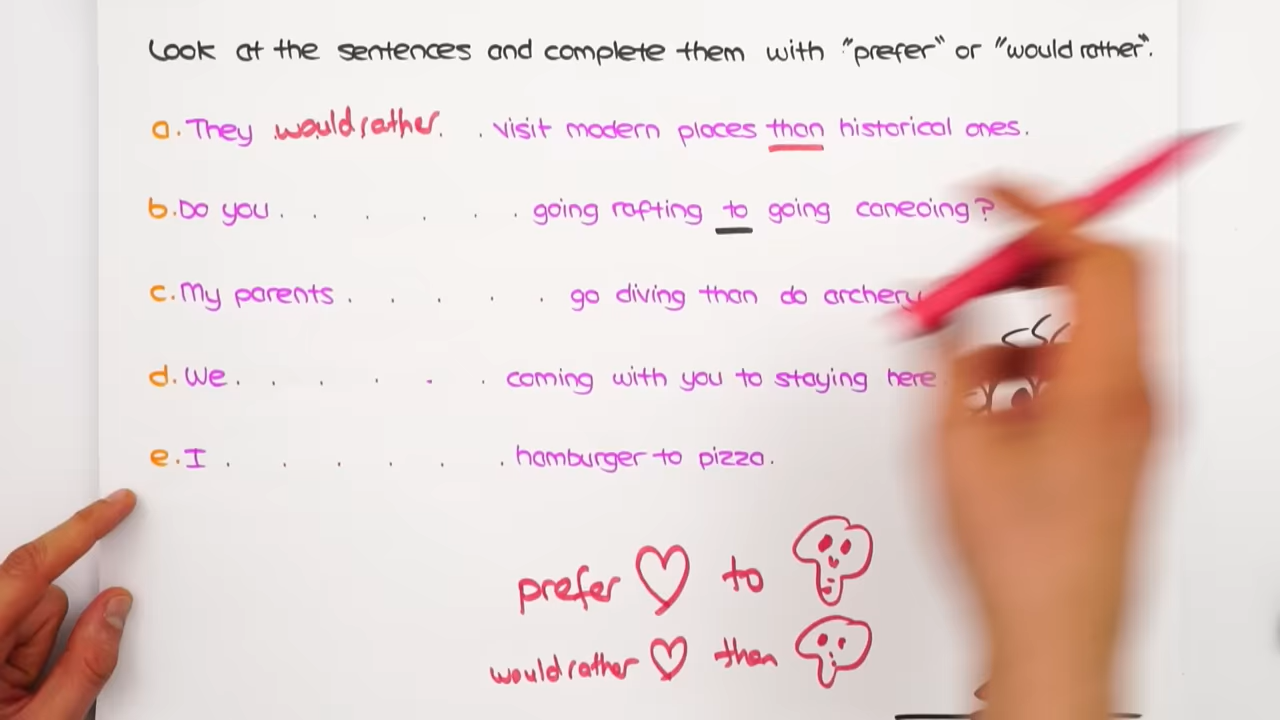 Look at the sentences and complete them with "prefer" or "would rather".
a. They would rather. . visit modern places than historical ones.
b. Do you . . . . . . going rafting to going caneoing?
c. My parents . . . . . go diving than do archery
d. We . . . . . . coming with you to staying here
e. I . . . . . . hamburger to pizza.
prefer ♡ to
would rather ♡ than